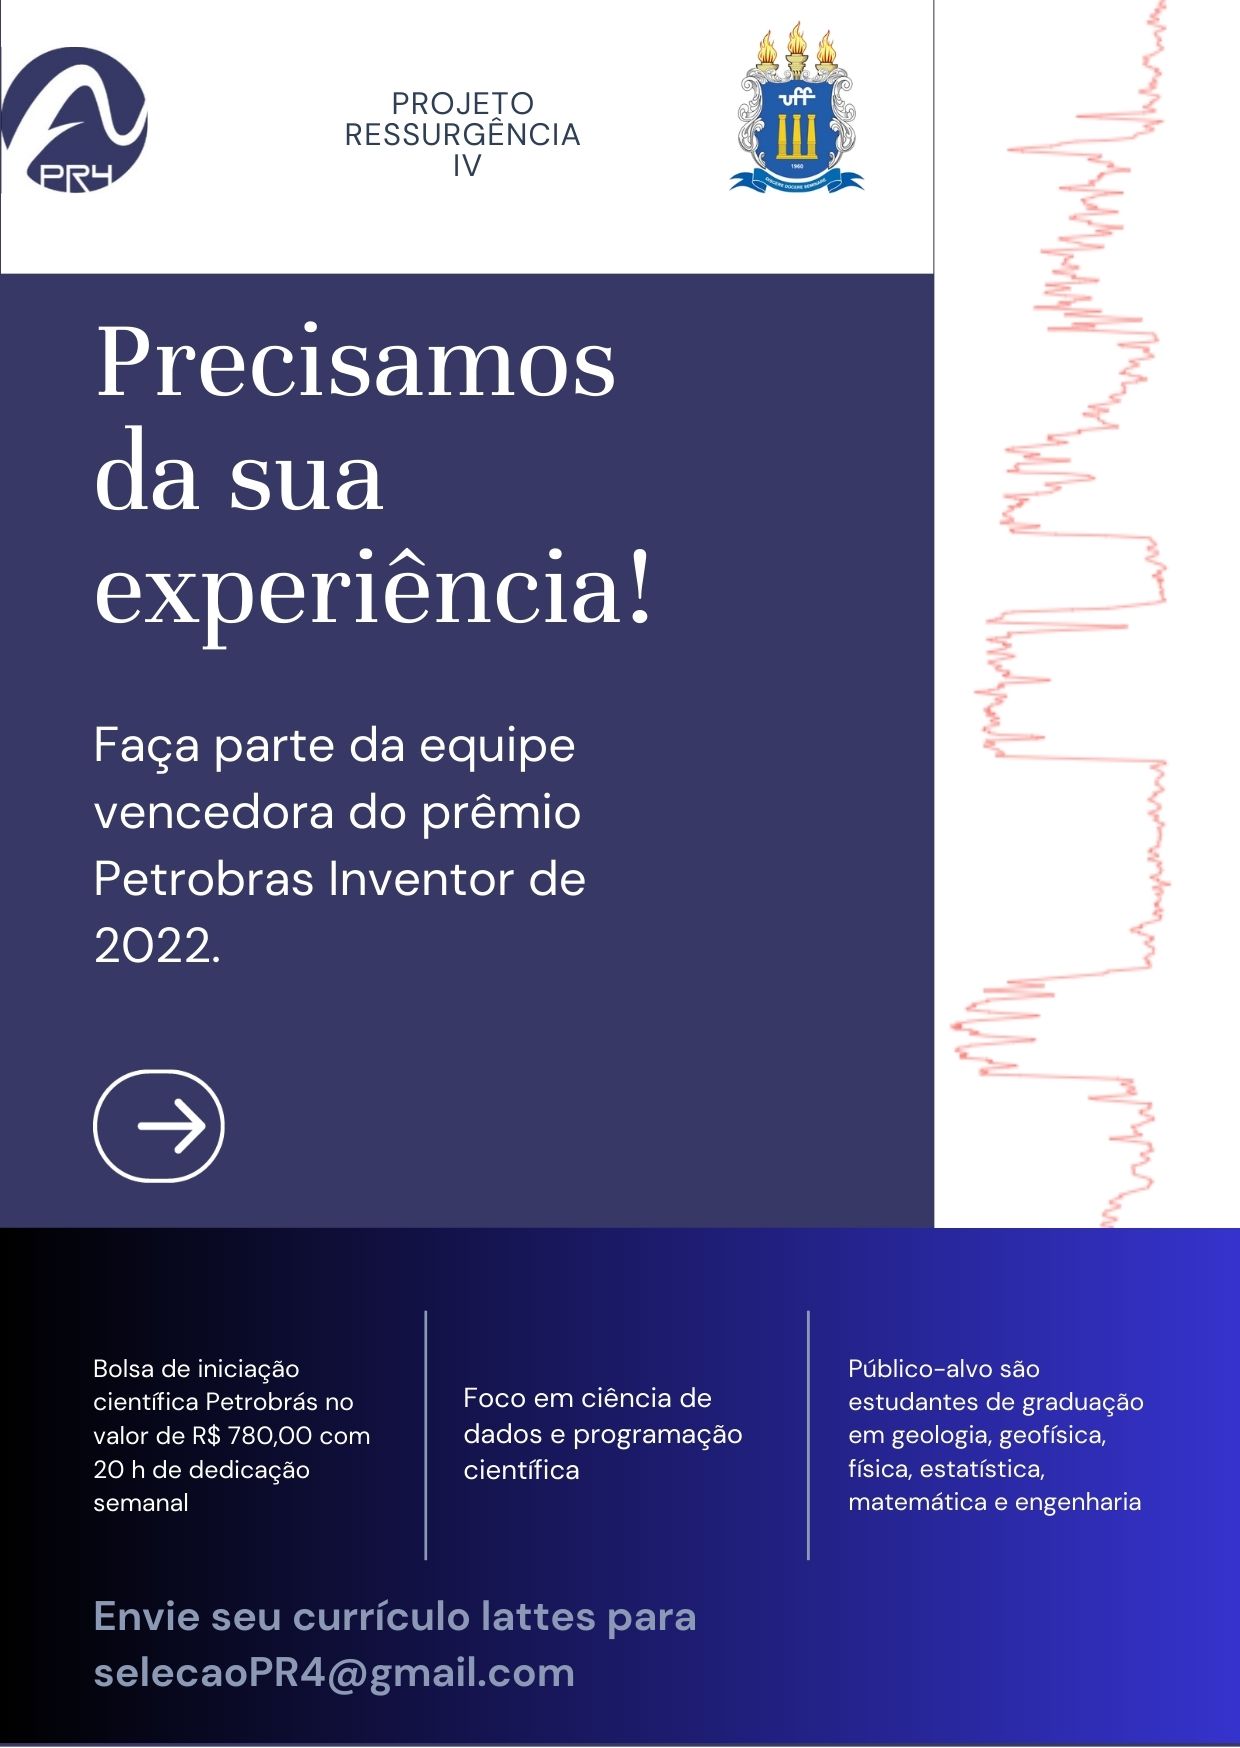 PR4
PROJETO
RESSURGÊNCIA
IV
uff
1960
DISCERE DOCERE SEMINARE
Precisamos
da sua
experiência!
Faça parte da equipe
vencedora do prêmio
Petrobras Inventor de
2022.
Bolsa de iniciação
científica Petrobrás no
valor de R$ 780,00 com
20 h de dedicação
semanal
Foco em ciência de
dados e programação
científica
Público-alvo são
estudantes de graduação
em geologia, geofísica,
física, estatística,
matemática e engenharia
Envie seu currículo lattes para
selecaoPR4@gmail.com